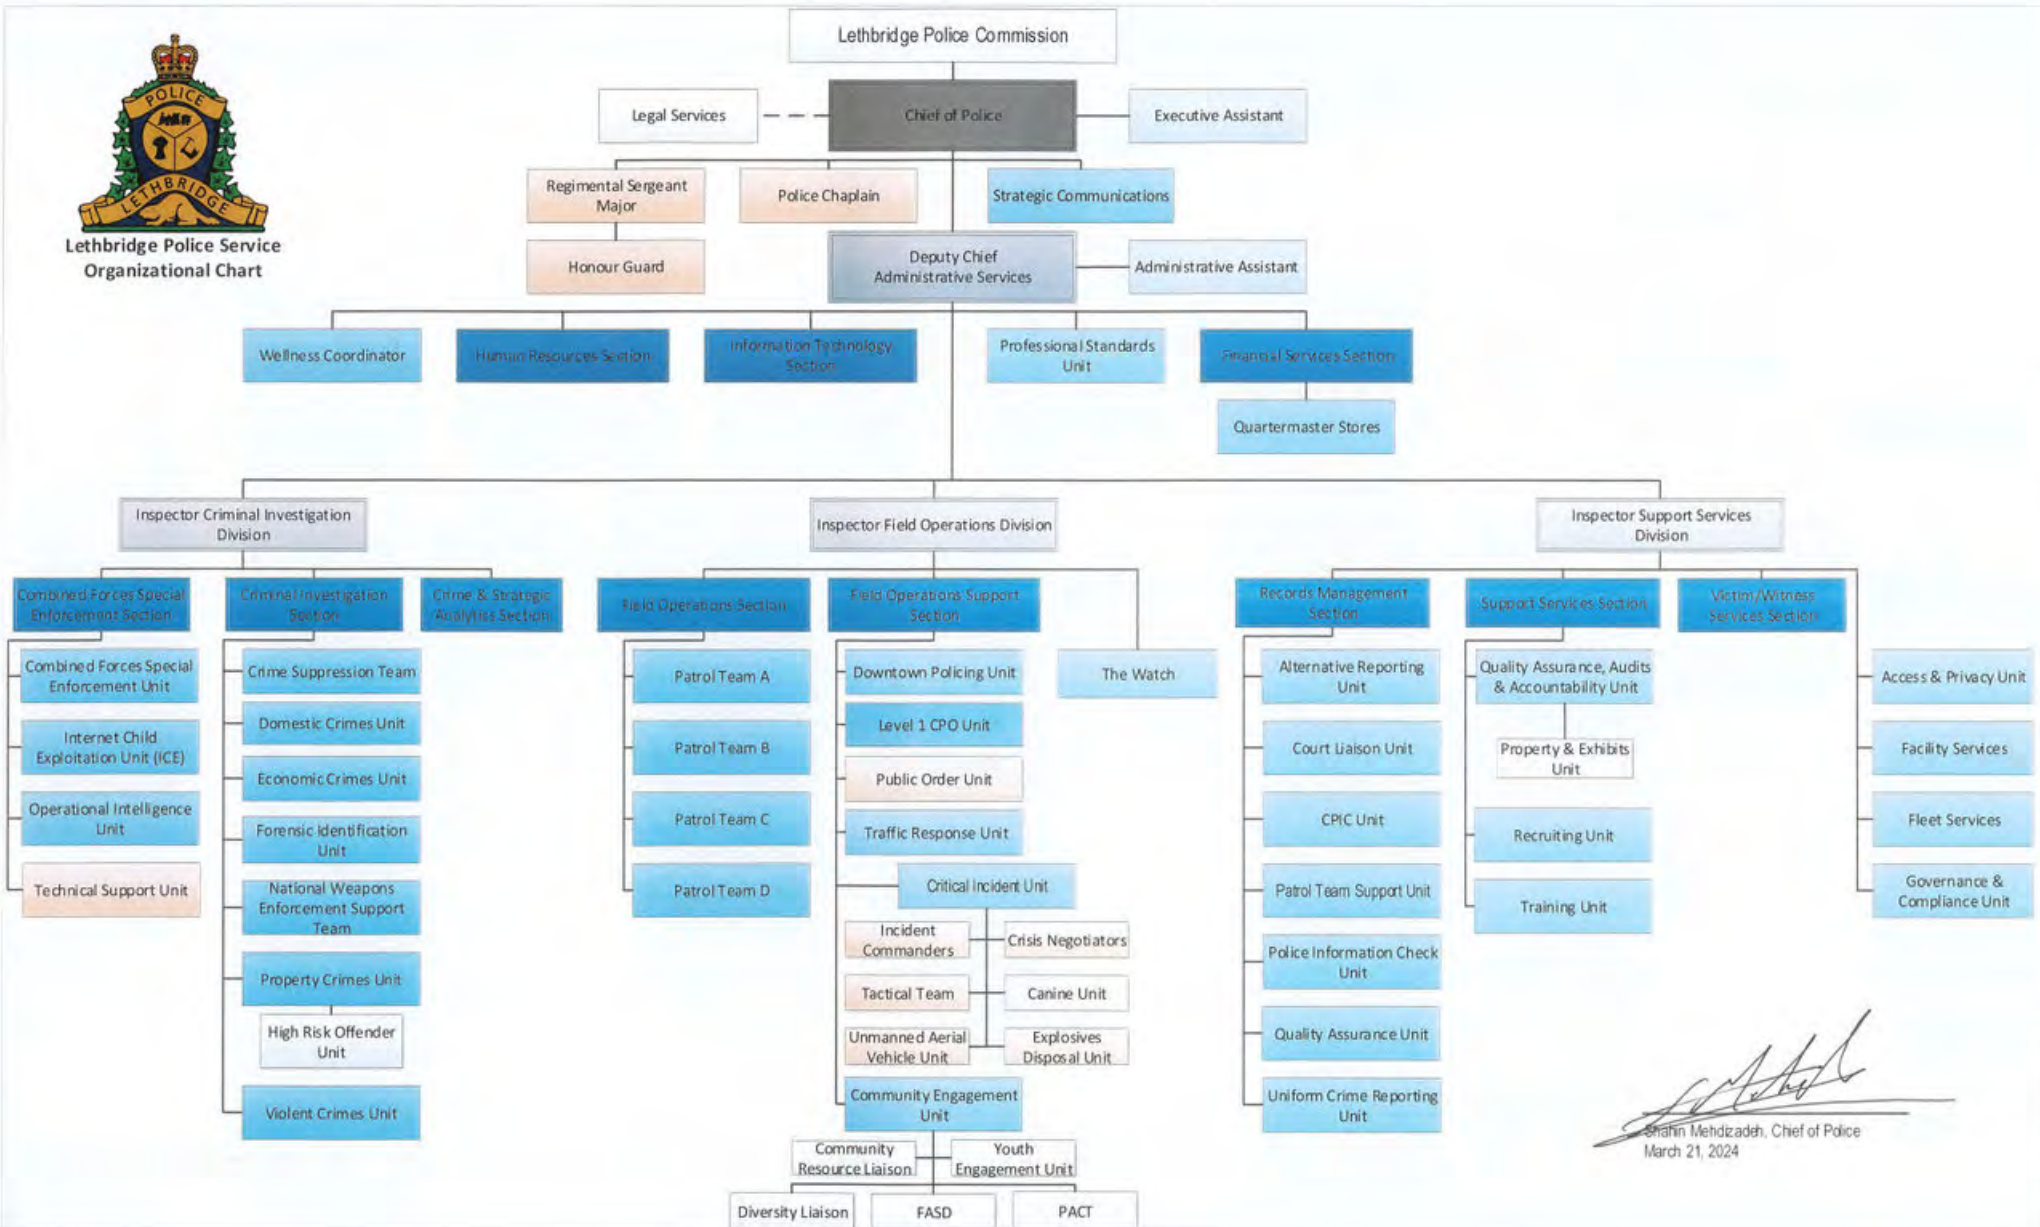 Lethbridge Police Commission
POLICE
LETHBRIDGE
Lethbridge Police Service
Organizational Chart
Legal Services
Chief of Police
Executive Assistant
Regimental Sergeant
Major
Police Chaplain
Strategic Communications
Honour Guard
Deputy Chief
Administrative Services
Administrative Assistant
Wellness Coordinator
Human Resources Section
Information Technology
Section
Professional Standards
Unit
Financial Services Section
Quartermaster Stores
Inspector Criminal Investigation
Division
Inspector Field Operations Division
Inspector Support Services
Division
Combined Forces Special
Enforcement Section
Criminal Investigation
Section
Crime & Strategic
Analytics Section
Field Operations Section
Field Operations Support
Section
Records Management
Section
Support Services Section
Victim/Witness
Services Section
Combined Forces Special
Enforcement Unit
Internet Child
Exploitation Unit (ICE)
Operational Intelligence
Unit
Technical Support Unit
Crime Suppression Team
Domestic Crimes Unit
Economic Crimes Unit
Forensic Identification
Unit
National Weapons
Enforcement Support
Team
Property Crimes Unit
High Risk Offender
Unit
Violent Crimes Unit
Patrol Team A
Patrol Team B
Patrol Team C
Patrol Team D
Downtown Policing Unit
Level 1 CPO Unit
Public Order Unit
Traffic Response Unit
Critical Incident Unit
Incident
Commanders
Crisis Negotiators
Tactical Team
Canine Unit
Unmanned Aerial
Vehicle Unit
Explosives
Disposal Unit
Community Engagement
Unit
Community
Resource Liaison
Youth
Engagement Unit
Diversity Liaison
FASD
PACT
The Watch
Alternative Reporting
Unit
Court Liaison Unit
CPIC Unit
Patrol Team Support Unit
Police Information Check
Unit
Quality Assurance Unit
Uniform Crime Reporting
Unit
Quality Assurance, Audits
& Accountability Unit
Property & Exhibits
Unit
Recruiting Unit
Training Unit
Access & Privacy Unit
Facility Services
Fleet Services
Governance &
Compliance Unit
Shahin Mehdizadeh, Chief of Police
March 21, 2024